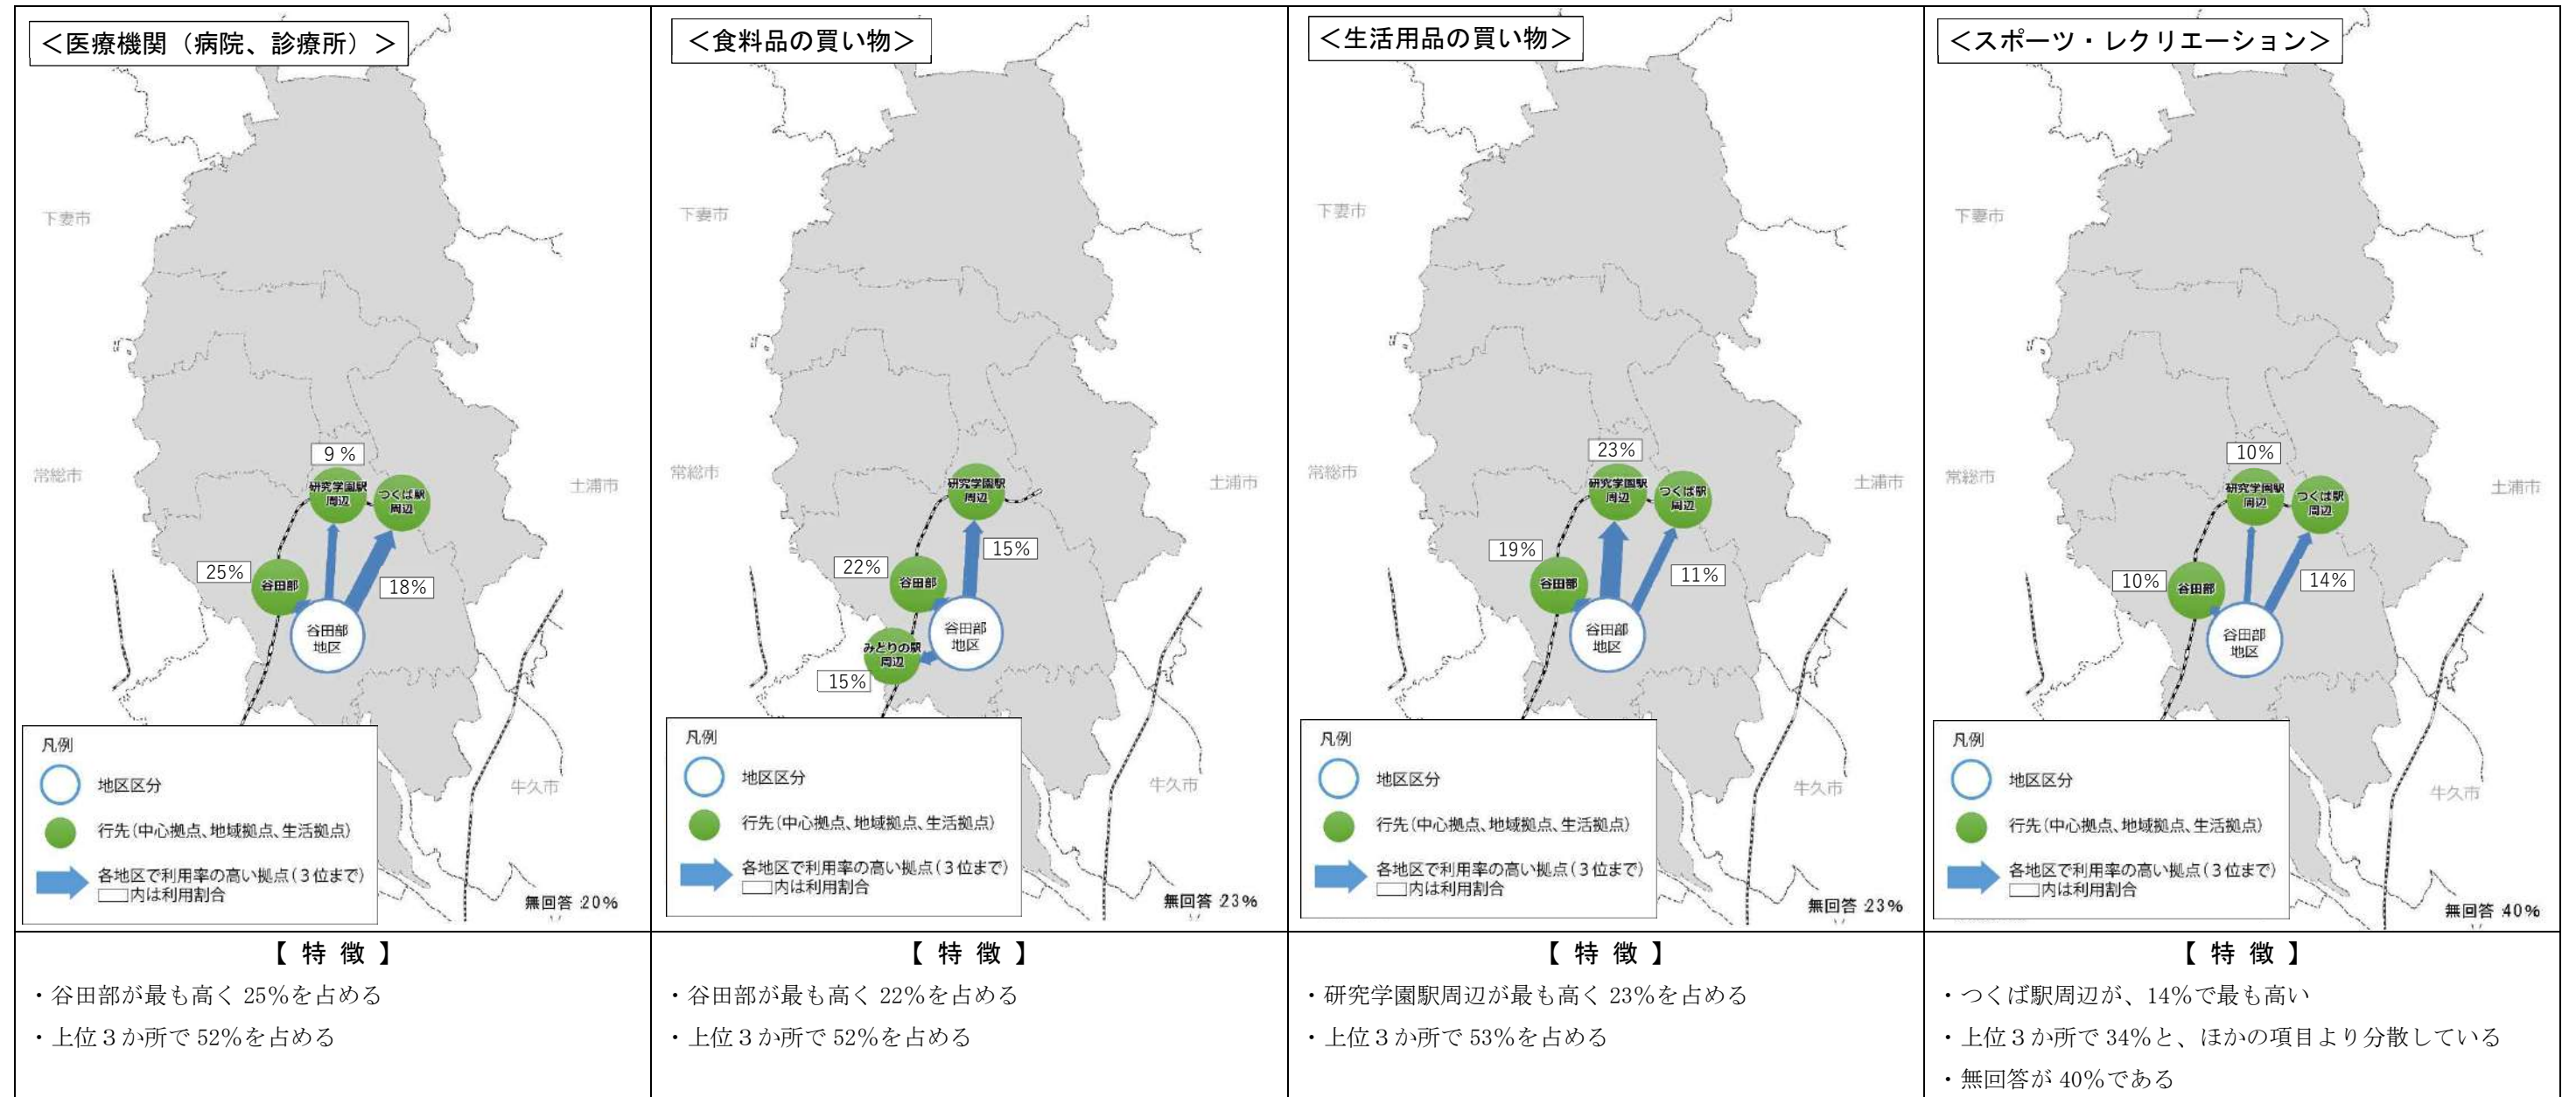 ＜医療機関（病院、診療所）＞
下妻市
常総市
土浦市
牛久市
9％
研究学園駅
周辺
つくば駅
周辺
25％
谷田部
18％
谷田部
地区
凡例
地区区分
行先（中心拠点、地域拠点、生活拠点）
各地区で利用率の高い拠点（３位まで）
内は利用割合
無回答 20％
【 特 徴 】
・谷田部が最も高く 25％を占める
・上位３か所で 52％を占める
＜食料品の買い物＞
下妻市
常総市
土浦市
牛久市
研究学園駅
周辺
15％
22％
谷田部
谷田部
地区
みどりの駅
周辺
15％
凡例
地区区分
行先（中心拠点、地域拠点、生活拠点）
各地区で利用率の高い拠点（３位まで）
内は利用割合
無回答 23％
【 特 徴 】
・谷田部が最も高く 22％を占める
・上位３か所で 52％を占める
＜生活用品の買い物＞
下妻市
常総市
土浦市
牛久市
23％
研究学園駅
周辺
つくば駅
周辺
19％
谷田部
11％
谷田部
地区
凡例
地区区分
行先（中心拠点、地域拠点、生活拠点）
各地区で利用率の高い拠点（３位まで）
内は利用割合
無回答 23％
【 特 徴 】
・研究学園駅周辺が最も高く 23％を占める
・上位３か所で 53％を占める
＜スポーツ・レクリエーション＞
下妻市
常総市
土浦市
牛久市
10％
研究学園駅
周辺
つくば駅
周辺
10％
谷田部
14％
谷田部
地区
凡例
地区区分
行先（中心拠点、地域拠点、生活拠点）
各地区で利用率の高い拠点（３位まで）
内は利用割合
無回答 40％
【 特 徴 】
・つくば駅周辺が、14％で最も高い
・上位３か所で 34％と、ほかの項目より分散している
・無回答が 40％である